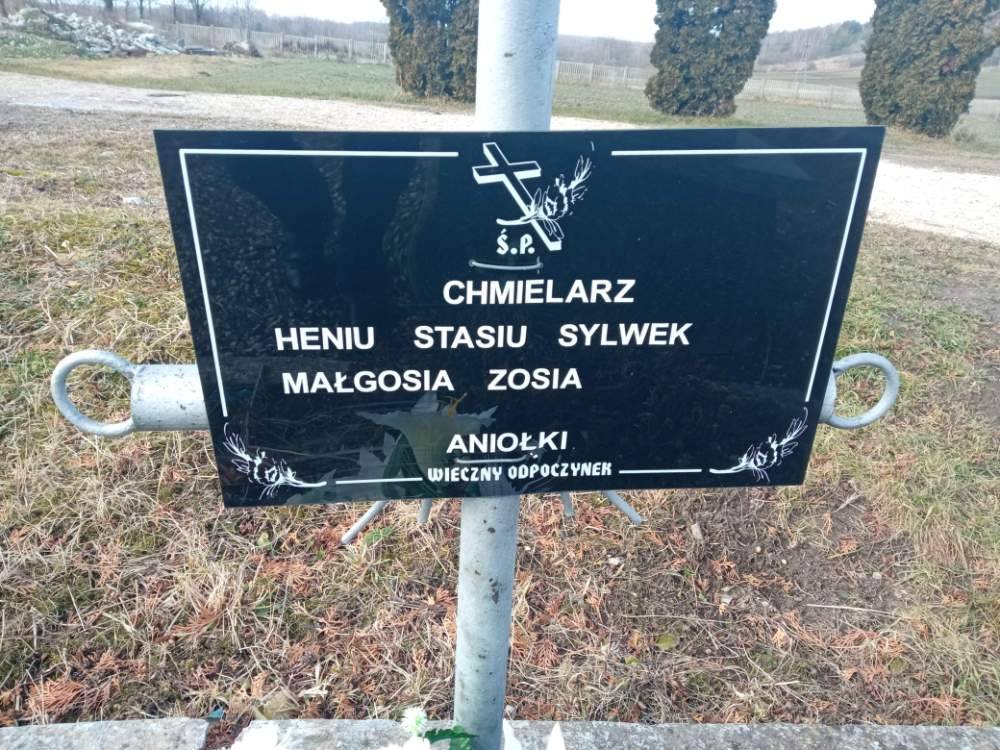 Ś.P.
CHMIELARZ
HENIU STASIU SYLWEK
MAŁGOSIA ZOSIA
ANIOŁKI
WIECZNY ODPOCZYNEK